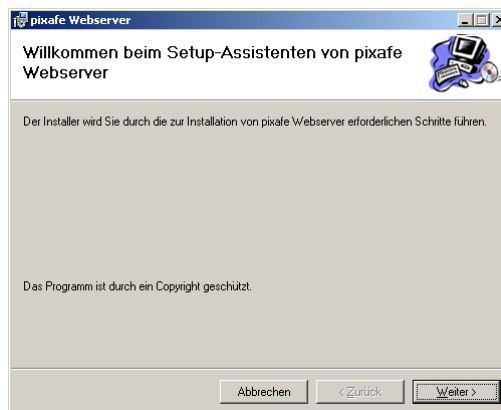 pixafe Webserver
Willkommen beim Setup-Assistenten von pixafe
Webserver
Der Installer wird Sie durch die zur Installation von pixafe Webserver erforderlichen Schritte führen.
Das Programm ist durch ein Copyright geschützt.
Abbrechen
< Zurück
Weiter >